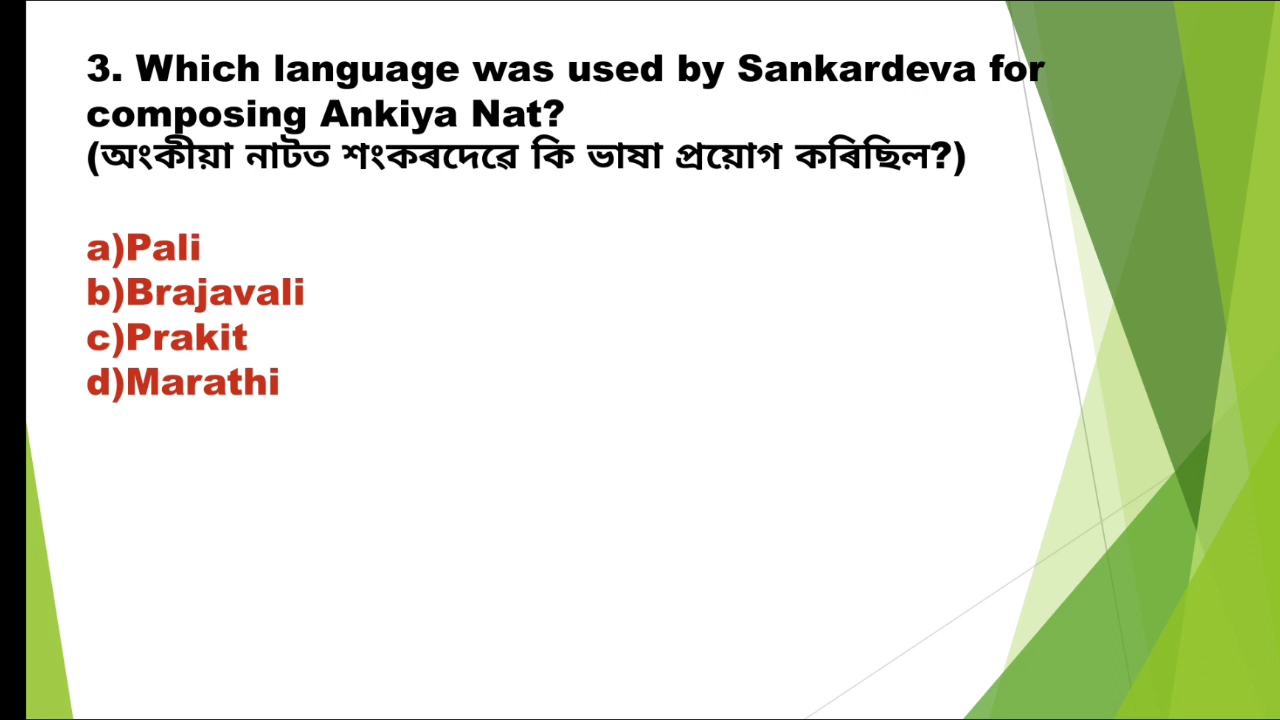 3. Which language was used by Sankardeva for
composing Ankiya Nat?
(অংকীয়া নাটত শংকৰদেৱে কি ভাষা প্ৰয়োগ কৰিছিল?)
a)Pali
b)Brajavali
c)Prakit
d)Marathi